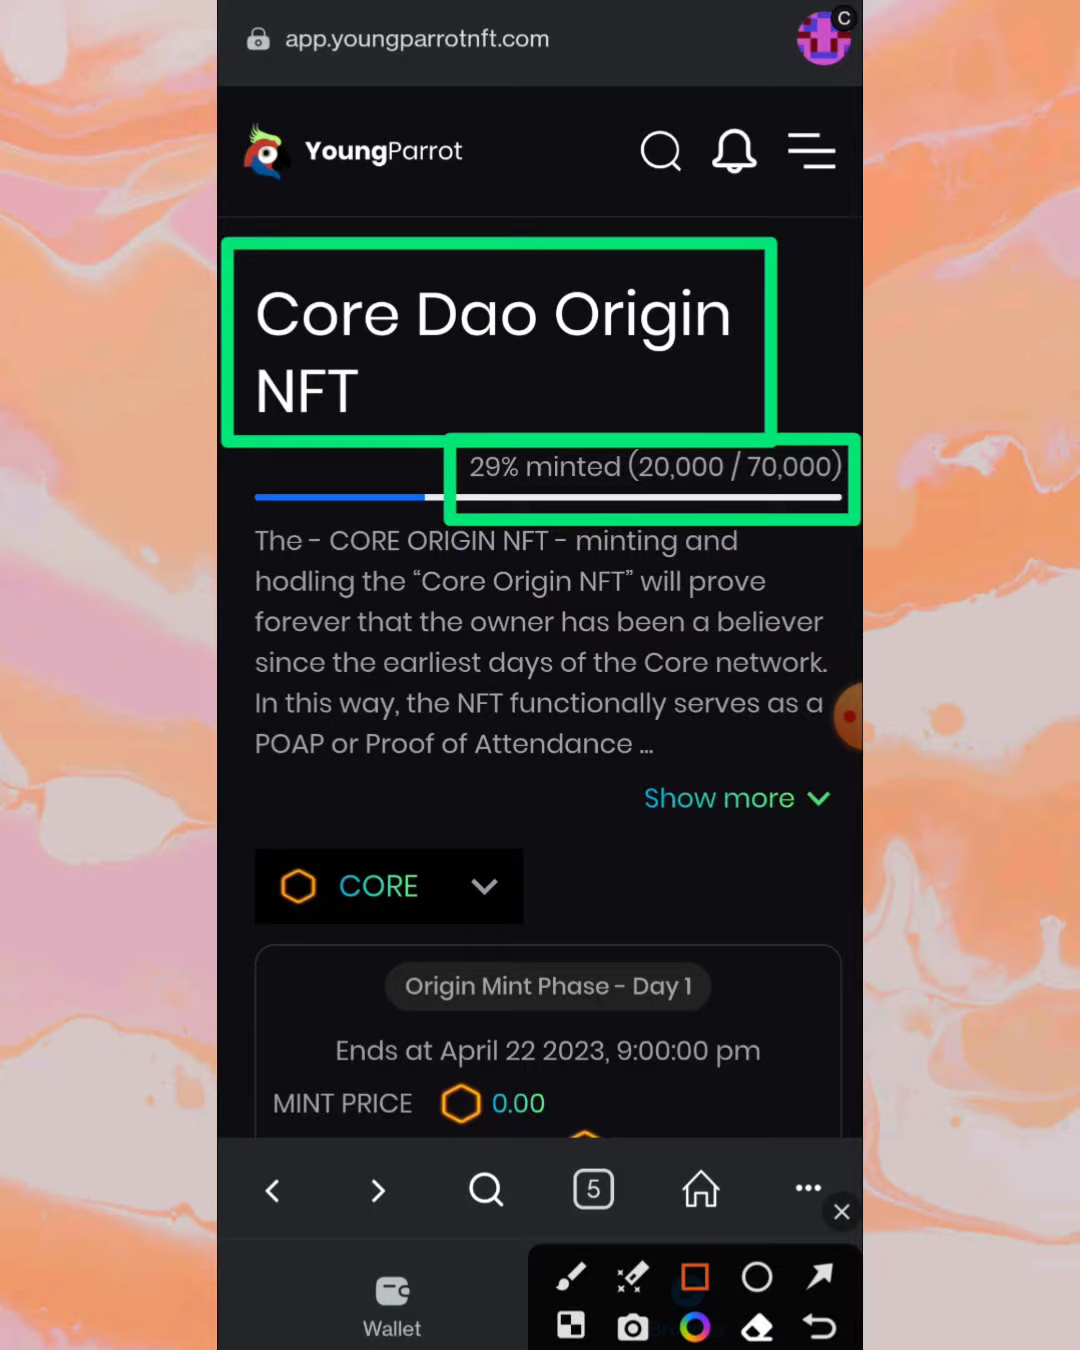 app.youngparrotnft.com
C
YoungParrot
Core Dao Origin
NFT
29% minted (20,000 / 70,000)
The - CORE ORIGIN NFT - minting and
hodling the “Core Origin NFT” will prove
forever that the owner has been a believer
since the earliest days of the Core network.
In this way, the NFT functionally serves as a
POAP or Proof of Attendance ...
Show more
CORE
Origin Mint Phase - Day 1
Ends at April 22 2023, 9:00:00 pm
MINT PRICE 0.00
5
Wallet